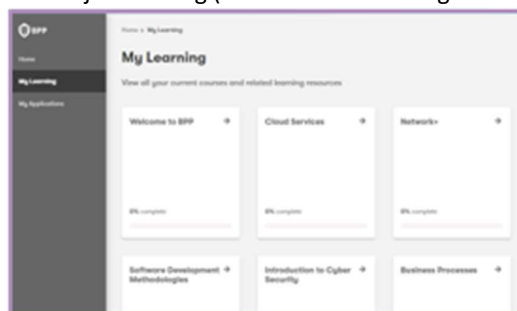 BPP
Home > My Learning
Home
My Learning
View all your current courses and related learning resources
My Learning
My Applications
Welcome to BPP →
Cloud Services →
Network+ →
0% complete
0% complete
0% complete
Software Development →
Methodologies
Introduction to Cyber →
Security
Business Processes →